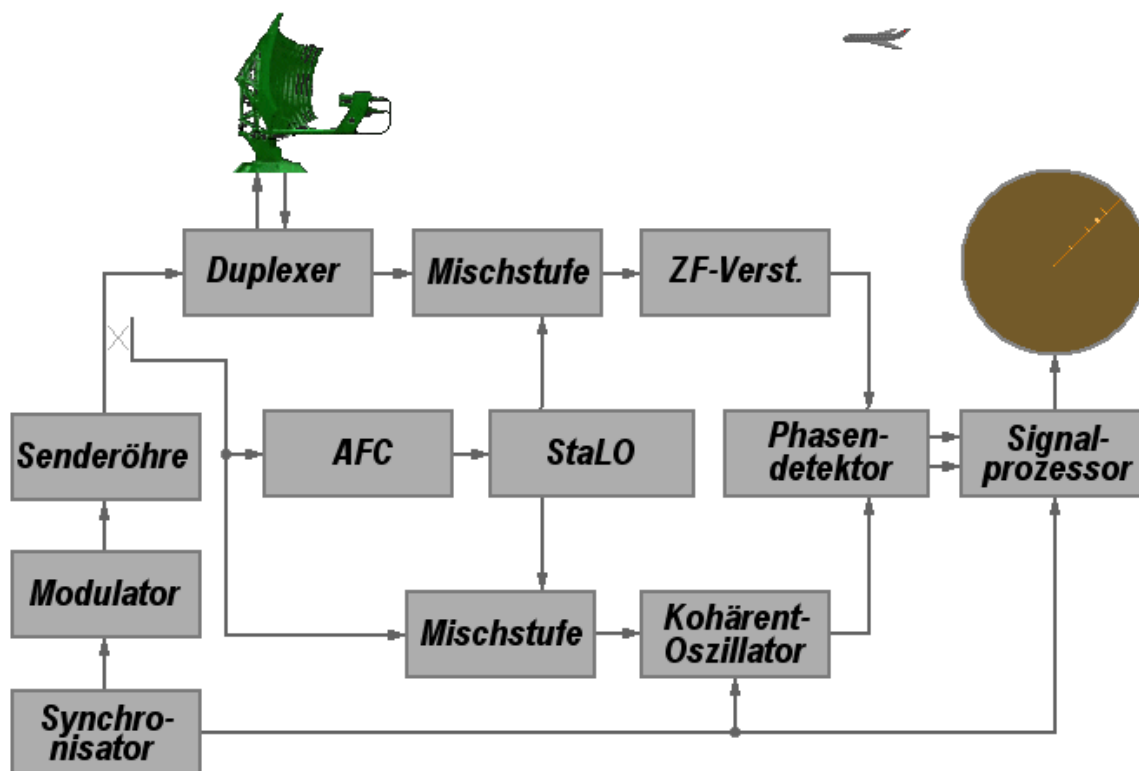 Duplexer
Mischstufe
ZF-Verst.
Senderöhre
AFC
StaLO
Phasen-
detektor
Signal-
prozessor
Modulator
Mischstufe
Kohärent-
Oszillator
Synchro-
nisator